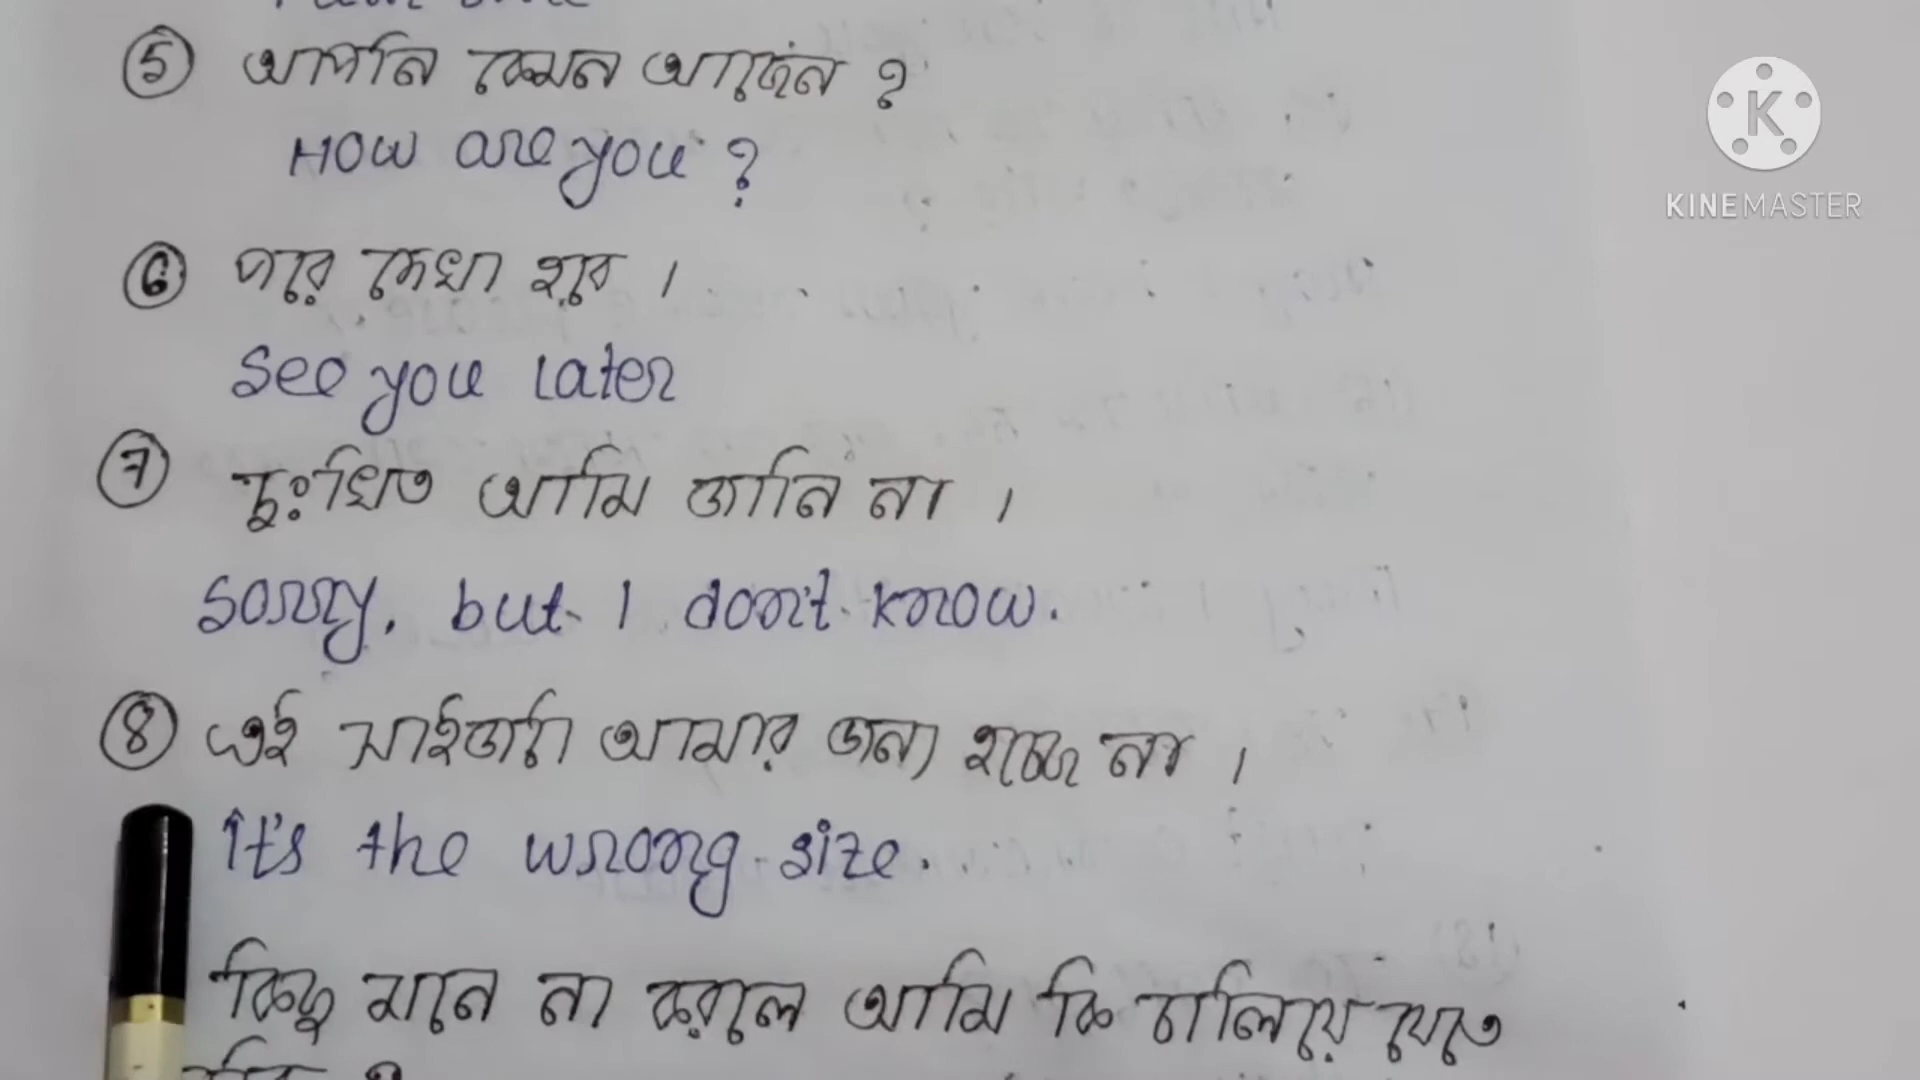 5 আপনি কেমন আছেন ?
How are you ?
6 পরে দেখা হবে ।
See you later
7 দুঃখিত আমি জানি না ।
Sorry, but I don't know.
8 এই সাইজটা আমার জন্য হচ্ছে না ।
It's the wrong size.
কিছু মনে না করলে আমি কি চালিয়ে যেতে
KINEMASTER